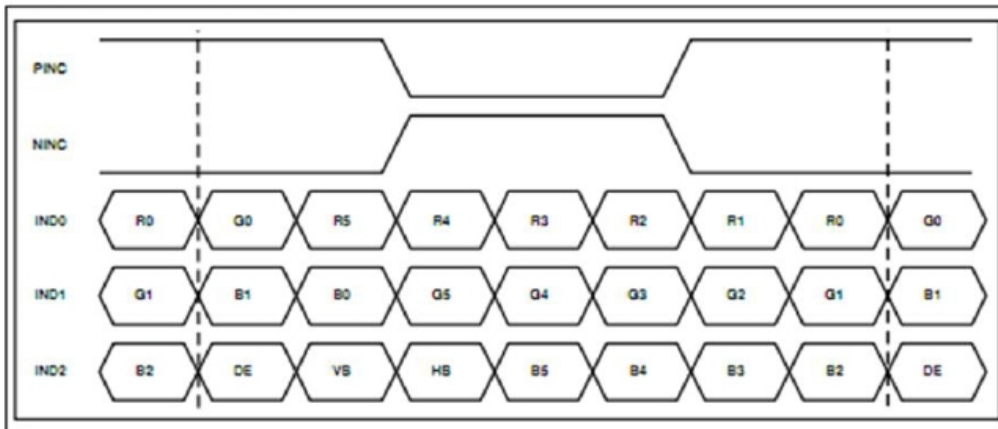 PINC
NINC
IND0 R0 G0 R5 R4 R3 R2 R1 R0 G0
IND1 G1 B1 B0 G5 G4 G3 G2 G1 B1
IND2 B2 DE VS HS B5 B4 B3 B2 DE